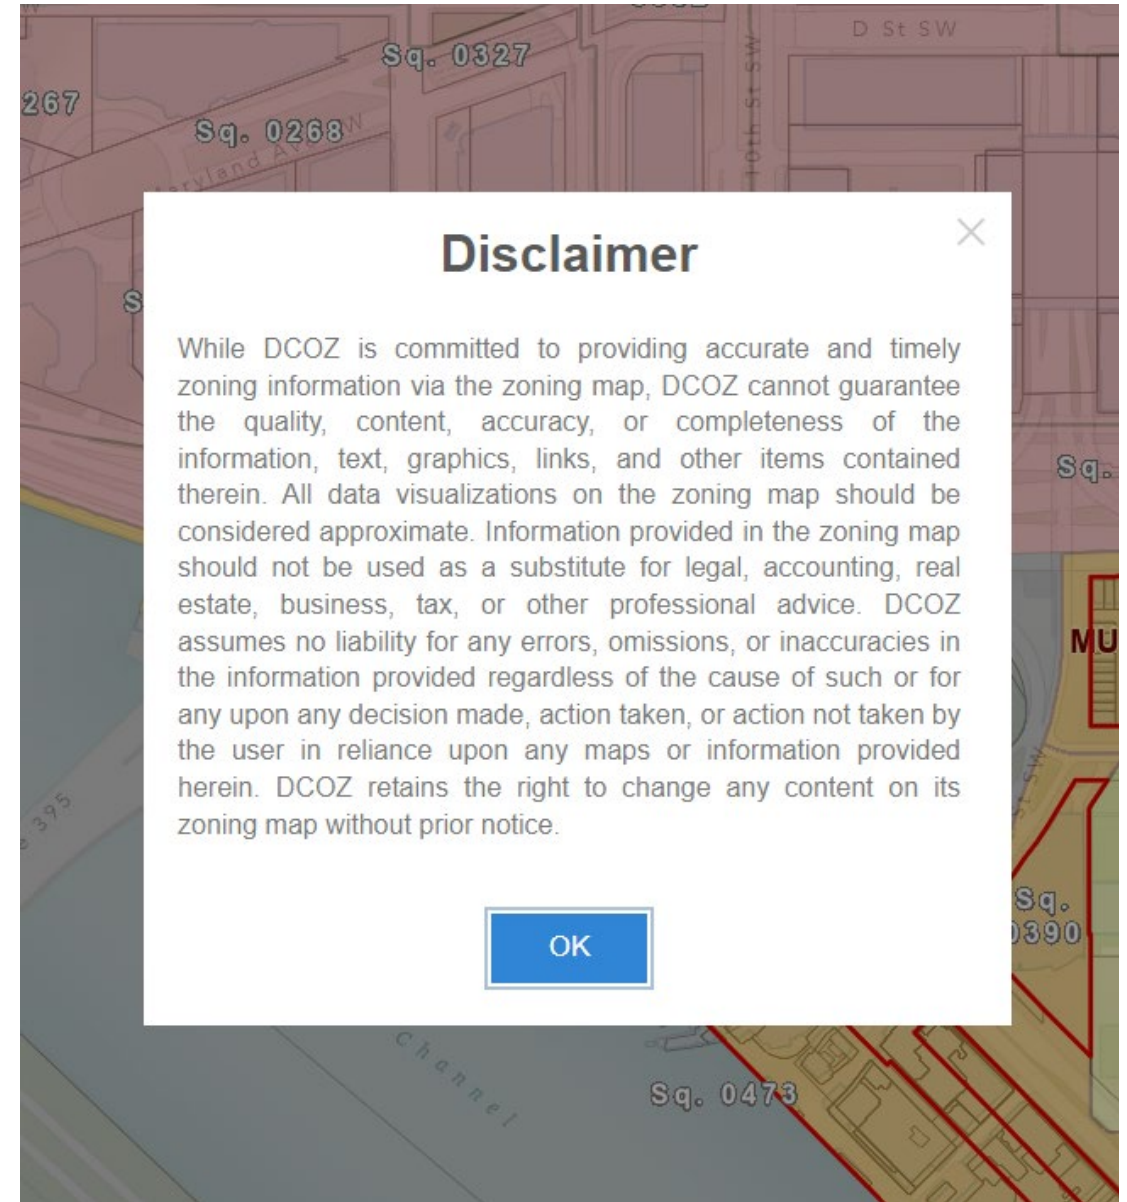 D St SW
Sq. 0327
267
Sq. 0268
10th St SW
Disclaimer
While DCOZ is committed to providing accurate and timely
zoning information via the zoning map, DCOZ cannot guarantee
the quality, content, accuracy, or completeness of the
information, text, graphics, links, and other items contained
therein. All data visualizations on the zoning map should be
considered approximate. Information provided in the zoning map
should not be used as a substitute for legal, accounting, real
estate, business, tax, or other professional advice. DCOZ
assumes no liability for any errors, omissions, or inaccuracies in
the information provided regardless of the cause of such or for
any upon any decision made, action taken, or action not taken by
the user in reliance upon any maps or information provided
herein. DCOZ retains the right to change any content on its
zoning map without prior notice.
OK
Sq.
MU
St SW
395
Sq.
0390
Channel
Sq. 0473